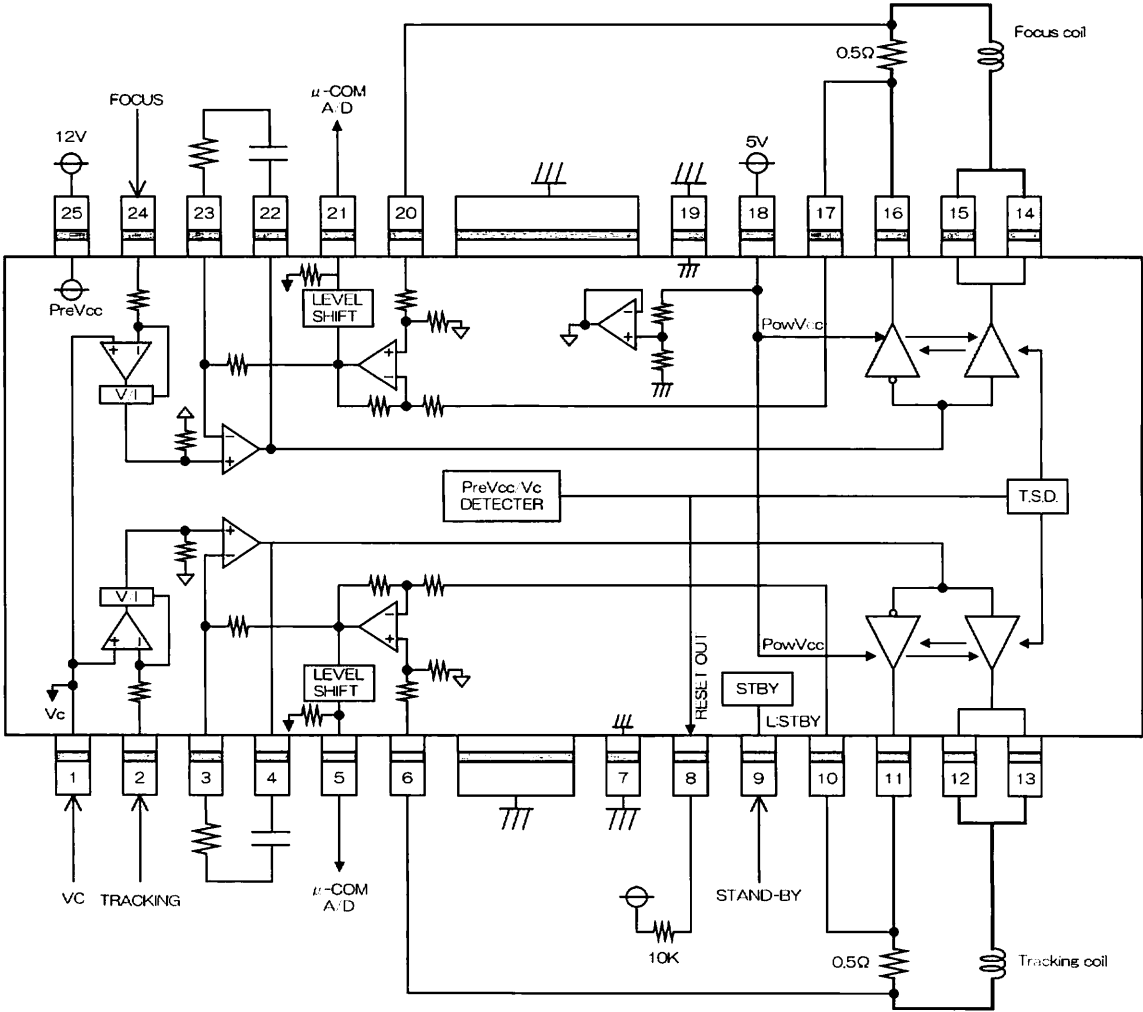 Focus coil
0.5Ω
FOCUS
μ-COM
A/D
12V
5V
25
24
23
22
21
20
19
18
17
16
15
14
PreVcc
LEVEL
SHIFT
PowVcc
V/I
PreVcc/Vc
DETECTER
T.S.D.
V/I
PowVcc
LEVEL
SHIFT
RESET OUT
STBY
L:STBY
Vc
1
2
3
4
5
6
7
8
9
10
11
12
13
VC
TRACKING
μ-COM
A/D
STAND-BY
10K
0.5Ω
Tracking coil